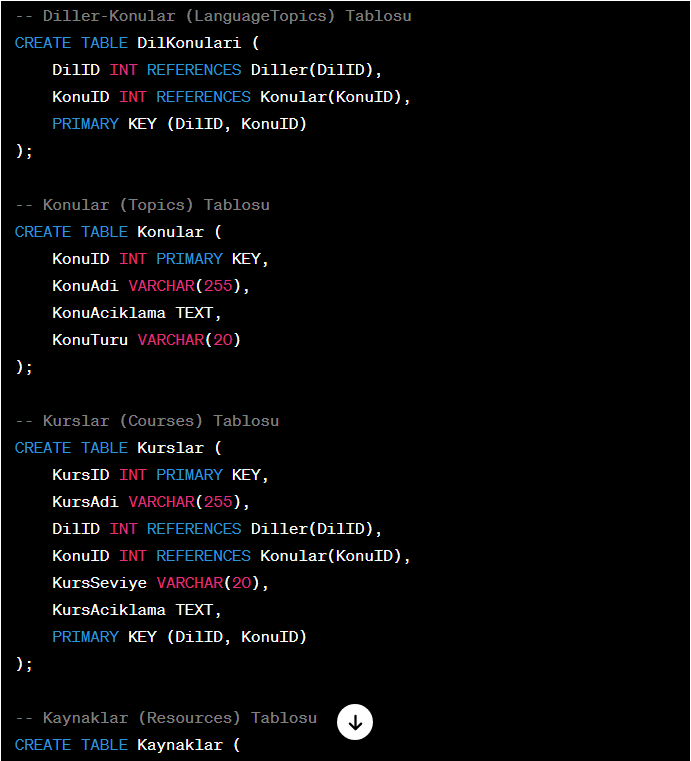 -- Diller-Konular (LanguageTopics) Tablosu
CREATE TABLE DilKonulari (
    DilID INT REFERENCES Diller(DilID),
    KonuID INT REFERENCES Konular(KonuID),
    PRIMARY KEY (DilID, KonuID)
);

-- Konular (Topics) Tablosu
CREATE TABLE Konular (
    KonuID INT PRIMARY KEY,
    KonuAdi VARCHAR(255),
    KonuAciklama TEXT,
    KonuTuru VARCHAR(20)
);

-- Kurslar (Courses) Tablosu
CREATE TABLE Kurslar (
    KursID INT PRIMARY KEY,
    KursAdi VARCHAR(255),
    DilID INT REFERENCES Diller(DilID),
    KonuID INT REFERENCES Konular(KonuID),
    KursSeviye VARCHAR(20),
    KursAciklama TEXT,
    PRIMARY KEY (DilID, KonuID)
);

-- Kaynaklar (Resources) Tablosu
CREATE TABLE Kaynaklar (